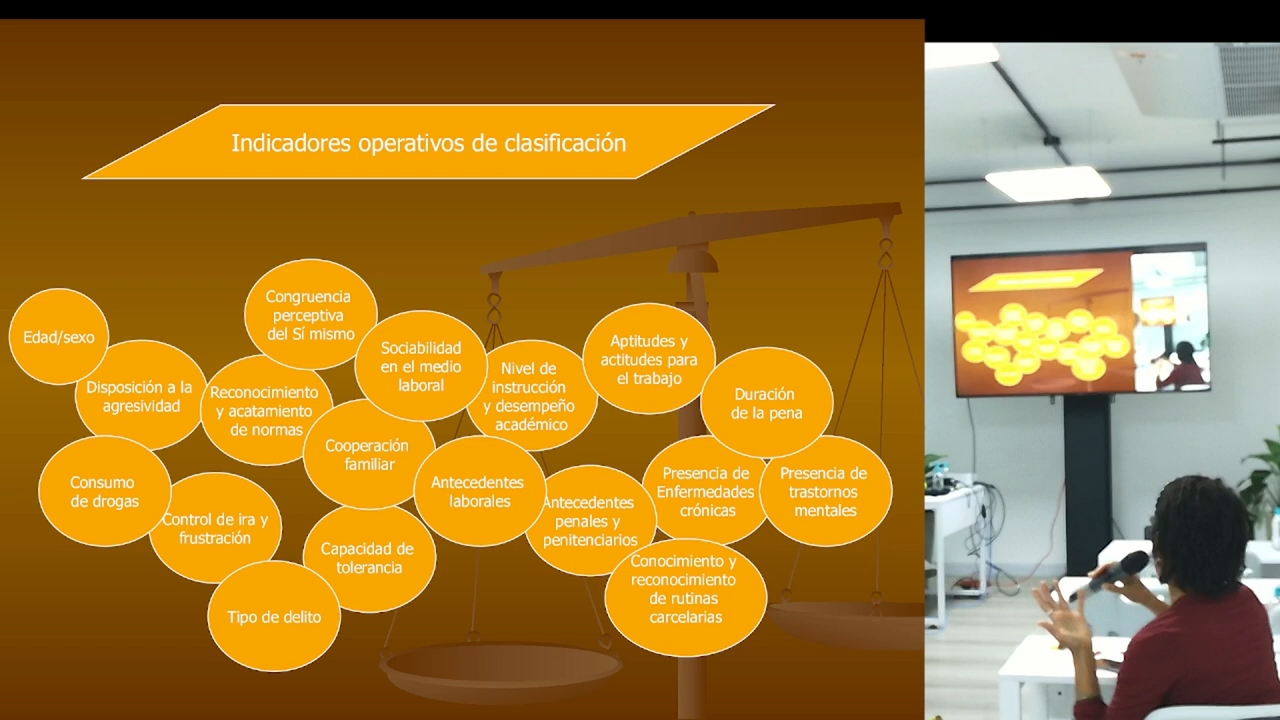 Indicadores operativos de clasificación
Edad/sexo
Disposición a la
agresividad
Consumo
de drogas
Control de ira y
frustración
Tipo de delito
Congruencia
perceptiva
del Sí mismo
Reconocimiento
y acatamiento
de normas
Sociabilidad
en el medio
laboral
Cooperación
familiar
Capacidad de
tolerancia
Nivel de
instrucción
y desempeño
académico
Antecedentes
laborales
Antecedentes
penales y
penitenciarios
Aptitudes y
actitudes para
el trabajo
Duración
de la pena
Presencia de
Enfermedades
crónicas
Presencia de
trastornos
mentales
Conocimiento y
reconocimiento
de rutinas
carcelarias